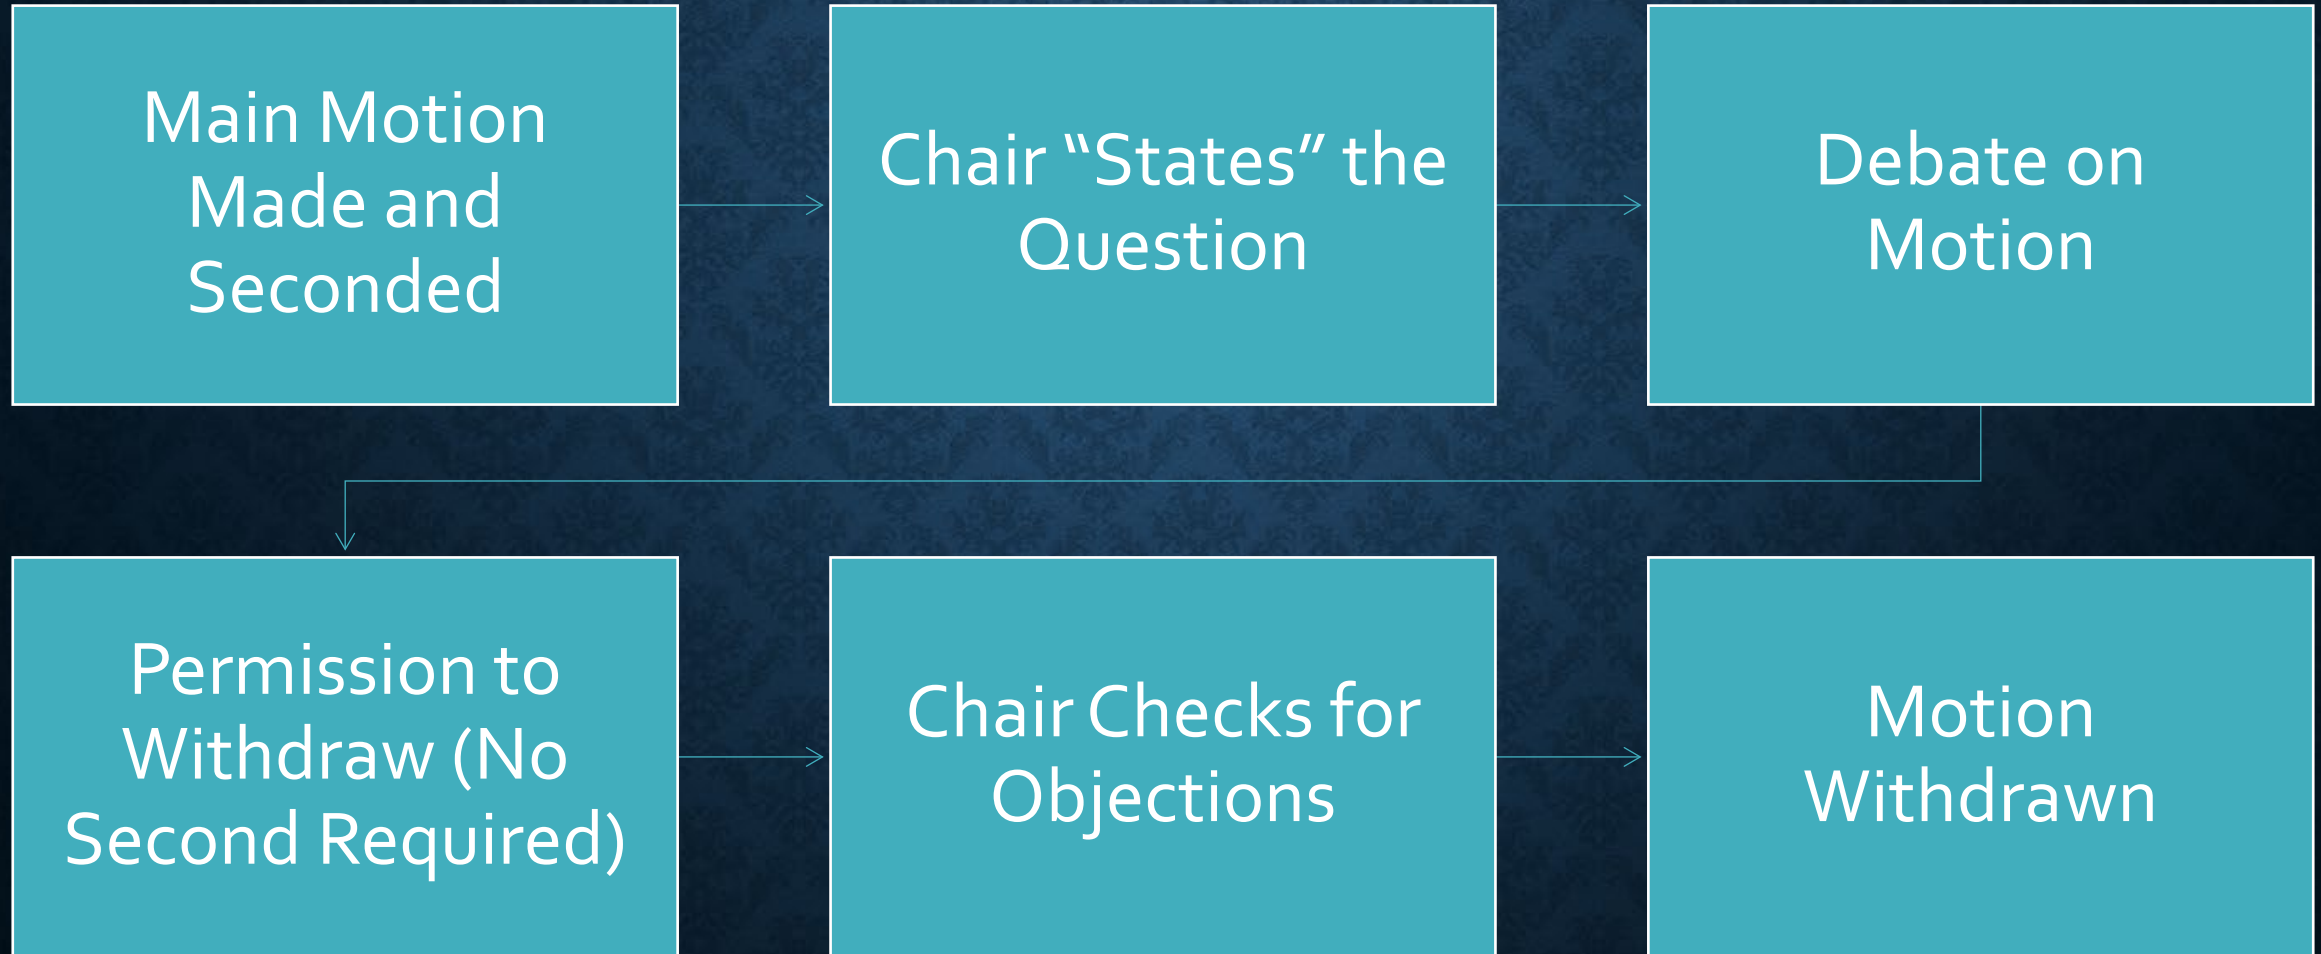 Main Motion
Made and
Seconded
Chair “States” the
Question
Debate on
Motion
Permission to
Withdraw (No
Second Required)
Chair Checks for
Objections
Motion
Withdrawn